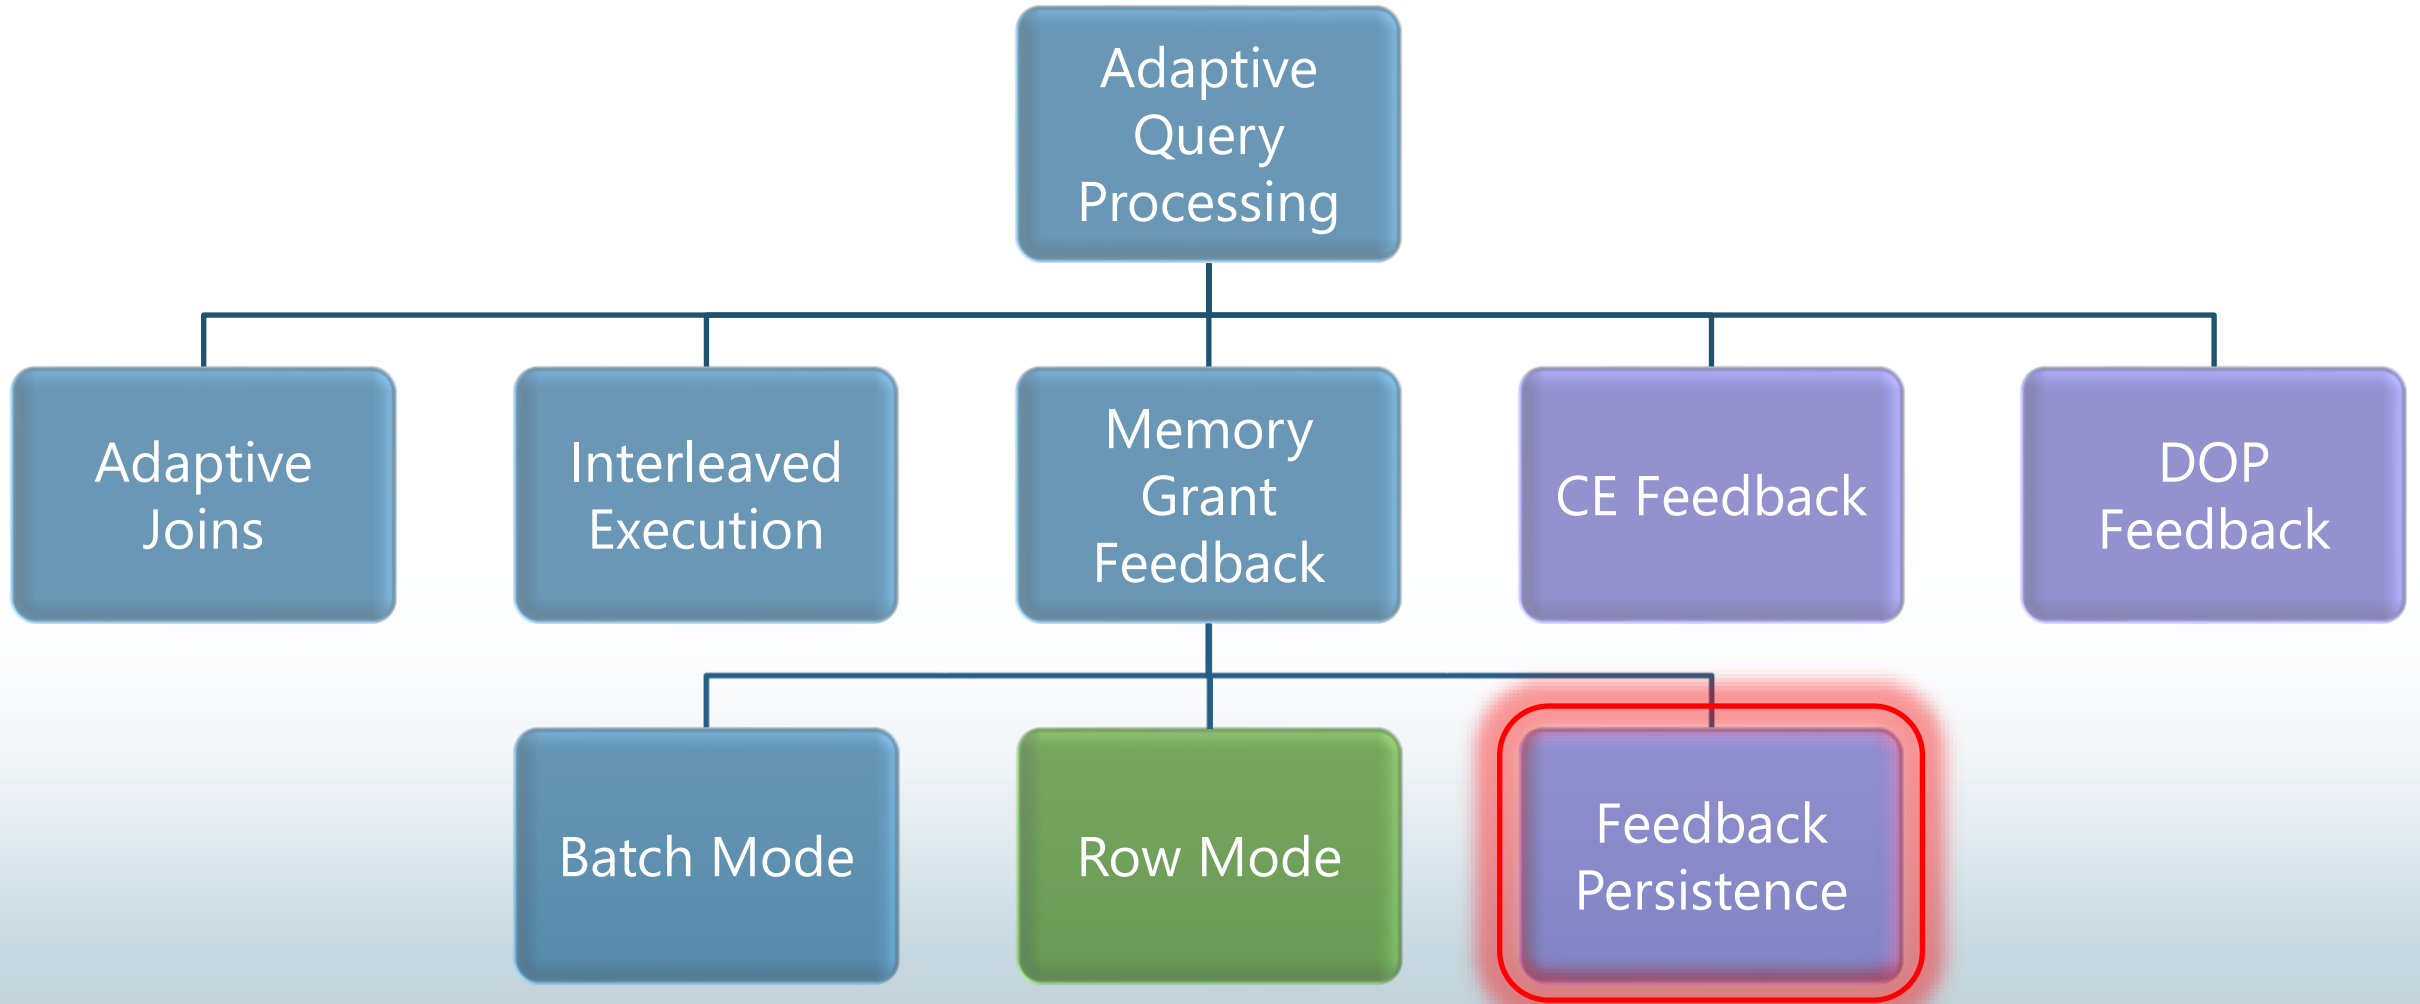 Adaptive
Query
Processing
Adaptive
Joins
Interleaved
Execution
Memory
Grant
Feedback
CE Feedback
DOP
Feedback
Batch Mode
Row Mode
Feedback
Persistence